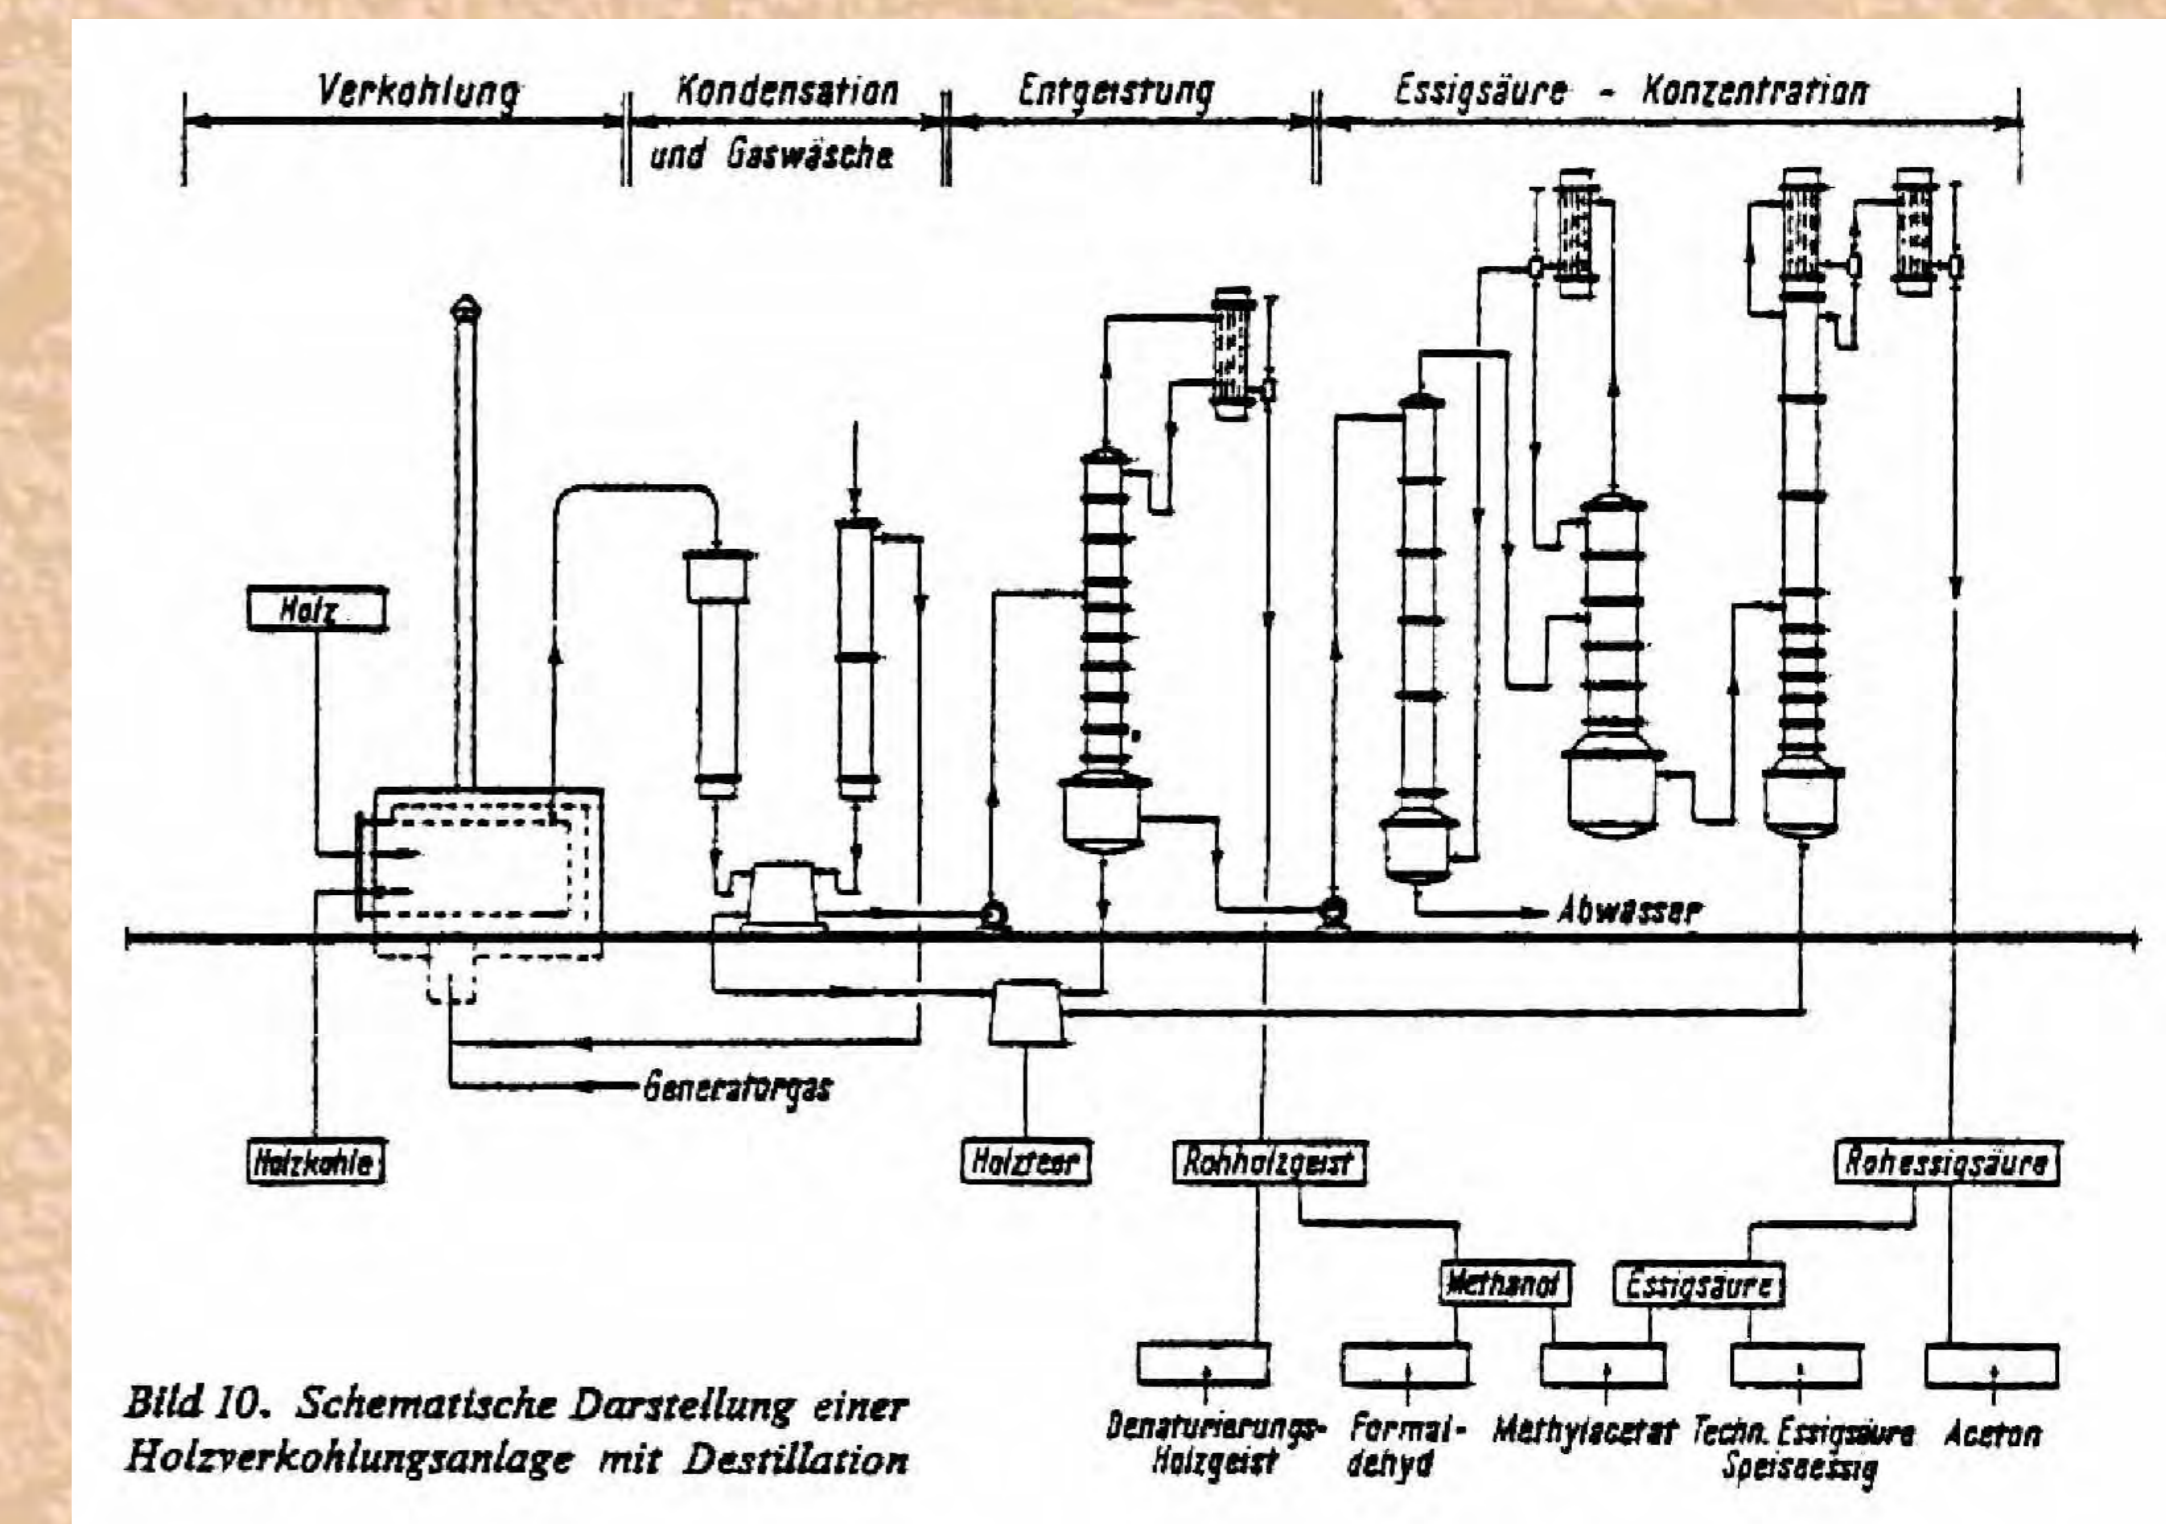 Verkohlung
Kondensation
und Gaswäsche
Entgeistung
Essigsäure - Konzentration
Holz
Abwasser
Generatorgas
Holzkohle
Holzteer
Rohholzgeist
Rohessigsäure
Methanol
Essigsäure
Denaturierungs-
Holzgeist
Formal-
dehyd
Methylacetat
Techn. Essigsäure
Speiseessig
Aceton
Bild 10. Schematische Darstellung einer
Holzverkohlungsanlage mit Destillation